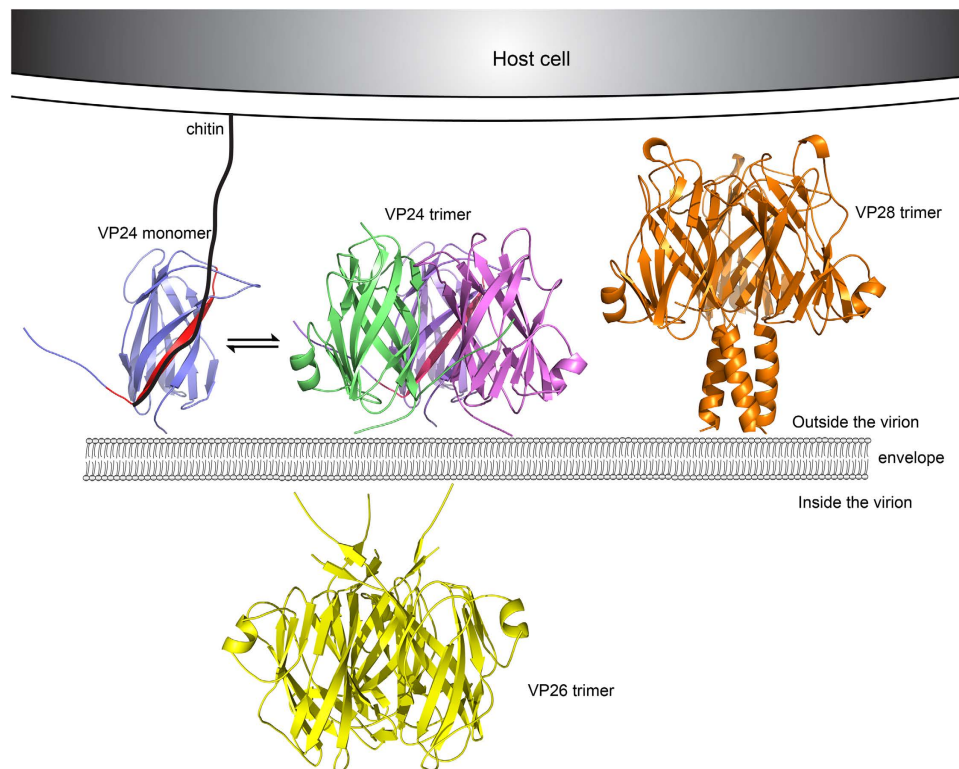 Host cell
chitin
VP24 monomer
VP24 trimer
VP28 trimer
Outside the virion
envelope
Inside the virion
VP26 trimer